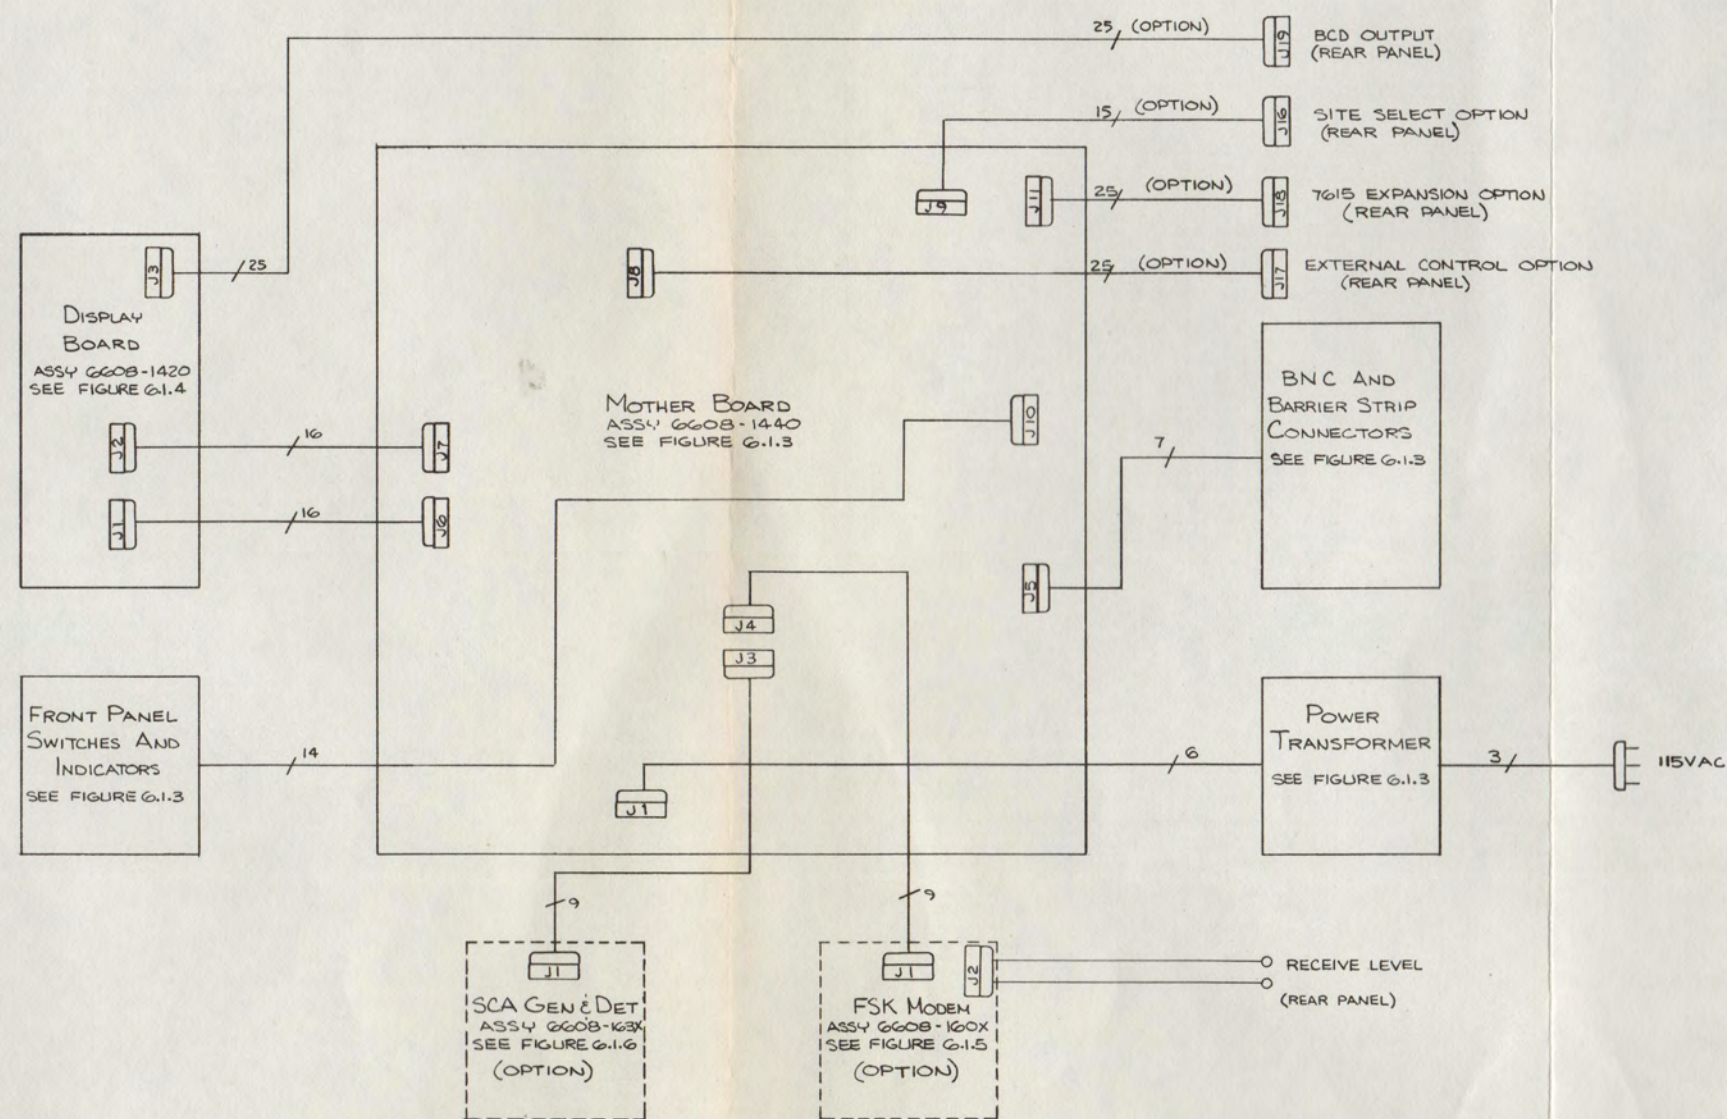 25 (OPTION)
J19
BCD OUTPUT
(REAR PANEL)
15 (OPTION)
J16
SITE SELECT OPTION
(REAR PANEL)
J9
J11
25 (OPTION)
J18
7615 EXPANSION OPTION
(REAR PANEL)
J3
25
J8
25 (OPTION)
J17
EXTERNAL CONTROL OPTION
(REAR PANEL)
DISPLAY
BOARD
ASSY 6608-1420
SEE FIGURE 6.1.4
J2
16
J7
J1
16
J6
MOTHER BOARD
ASSY 6608-1440
SEE FIGURE 6.1.3
J10
BNC AND
BARRIER STRIP
CONNECTORS
SEE FIGURE 6.1.3
7
J5
J4
J3
FRONT PANEL
SWITCHES AND
INDICATORS
SEE FIGURE 6.1.3
14
J1
6
POWER
TRANSFORMER
SEE FIGURE 6.1.3
3
115VAC
9
J1
SCA GEN & DET
ASSY 6608-163X
SEE FIGURE 6.1.6
(OPTION)
9
J1
J2
FSK MODEM
ASSY 6608-160X
SEE FIGURE 6.1.5
(OPTION)
RECEIVE LEVEL
(REAR PANEL)